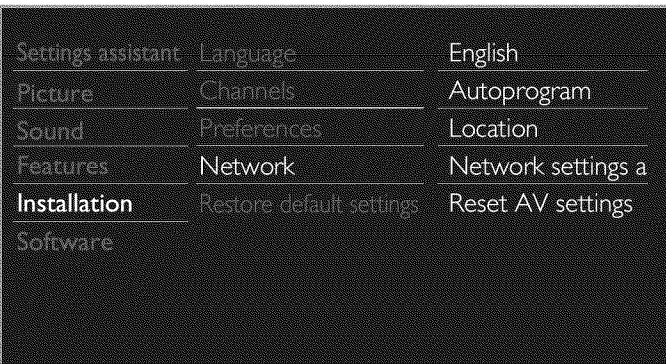 Settings assistant Language English
Picture Channels Autoprogram
Sound Preferences Location
Features Network Network settings a
Installation Restore default settings Reset AV settings
Software